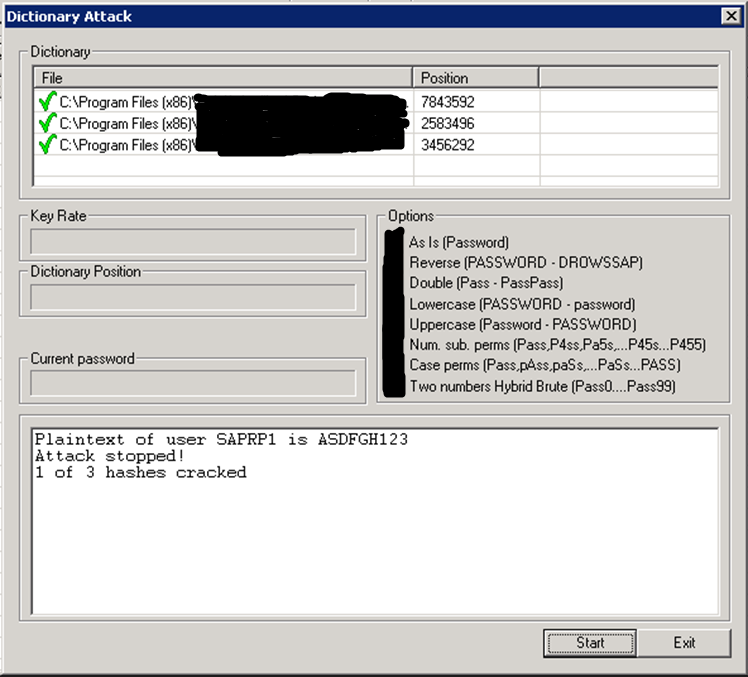 Dictionary Attack
Dictionary
File Position
C:\Program Files (x86)\ 7843592
C:\Program Files (x86)\ 2583496
C:\Program Files (x86)\ 3456292
Key Rate
Dictionary Position
Current password
Options
As Is (Password)
Reverse (PASSWORD - DROWSSAP)
Double (Pass - PassPass)
Lowercase (PASSWORD - password)
Uppercase (Password - PASSWORD)
Num. sub. perms (Pass,P4ss,Pa5s,...P45s...P455)
Case perms (Pass,pAss,paSs,...PaSs...PASS)
Two numbers Hybrid Brute (Pass0....Pass99)
Plaintext of user SAPRP1 is ASDFGH123
Attack stopped!
1 of 3 hashes cracked
Start Exit